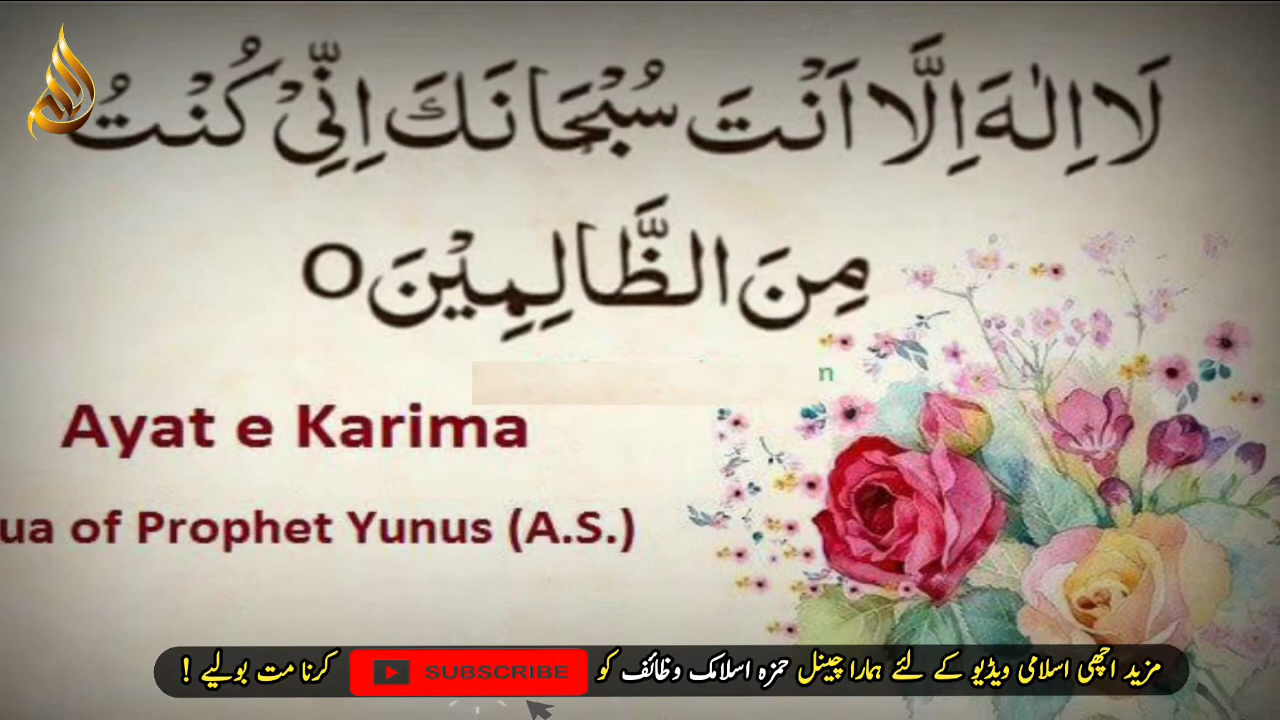 لَا اِلٰهَ اِلَّا اَنْتَ سُبْحَانَكَ اِنِّيْ كُنْتُ
مِنَ الظَّالِمِيْنَ
n
Ayat e Karima
ua of Prophet Yunus (A.S.)
مزید اچھی اسلامی ویڈیو کے لئے ہمارا چینل حمزہ اسلامک وظائف کو SUBSCRIBE کرنا مت بولیے !
الله